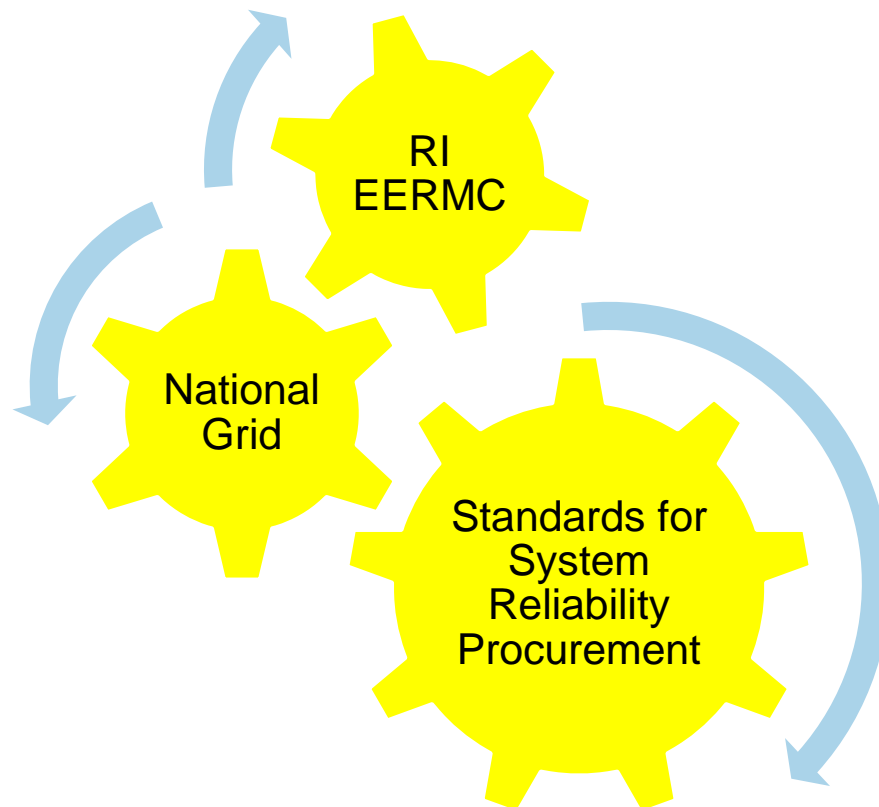 RI
EERMC
National
Grid
Standards for
System
Reliability
Procurement